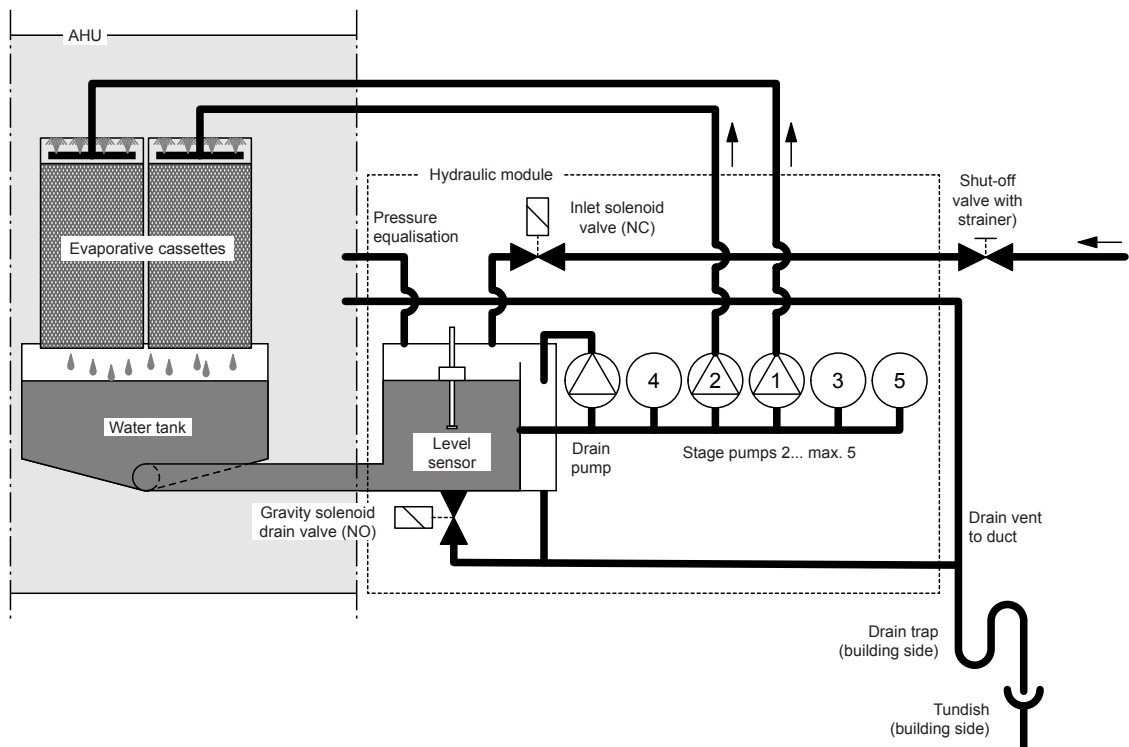 AHU
Hydraulic module
Shut-off
valve with
strainer)
Inlet solenoid
valve (NC)
Pressure
equalisation
Evaporative cassettes
4
2
1
3
5
Water tank
Level
sensor
Drain
pump
Stage pumps 2... max. 5
Gravity solenoid
drain valve (NO)
Drain vent
to duct
Drain trap
(building side)
Tundish
(building side)